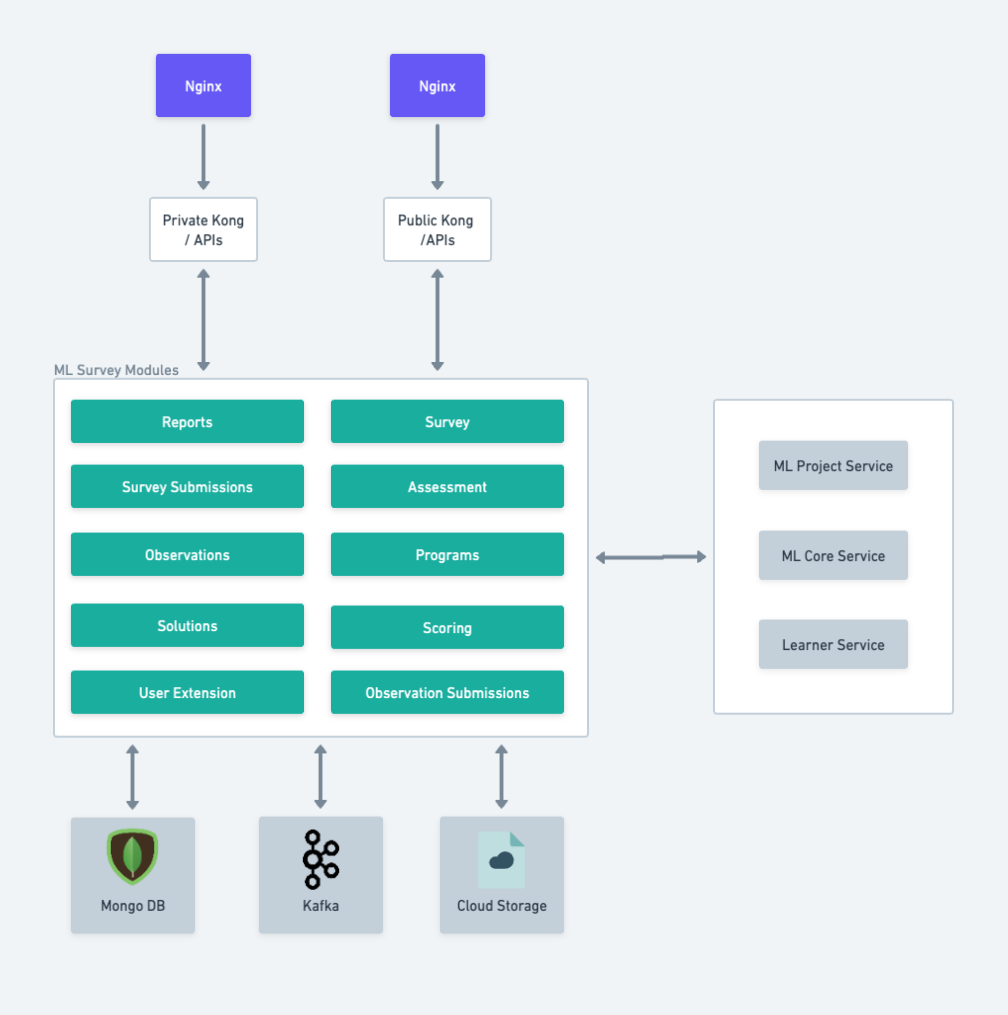 Nginx
Nginx
Private Kong
/ APIs
Public Kong
/APIs
ML Survey Modules
Reports
Survey
Survey Submissions
Assessment
Observations
Programs
Solutions
Scoring
User Extension
Observation Submissions
ML Project Service
ML Core Service
Learner Service
Mongo DB
Kafka
Cloud Storage